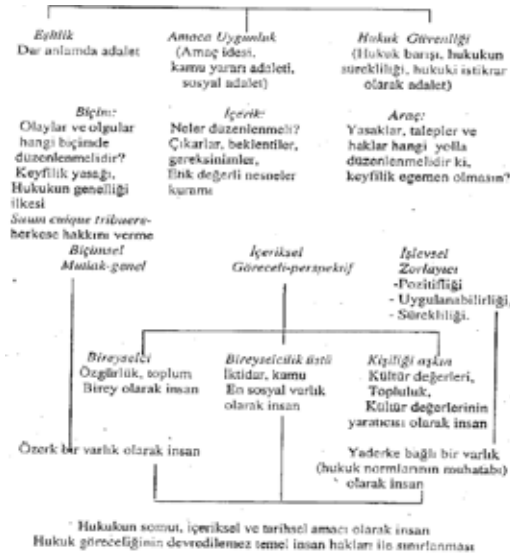 Eşitlik
Dar anlamda adalet
Amaca Uygunluk
(Amaç idesi,
kamu yararı adaleti,
sosyal adalet)
Hukuk Güvenliği
(Hukuk barışı, hukukun
sürekliliği, hukuki istikrar
olarak adalet)
Biçim:
Olaylar ve olgular
hangi biçimde
düzenlenmelidir?
Keyfilik yasağı,
Hukukun genelliği
ilkesi
Suum cuique tribuere-
herkese hakkını verme
İçerik:
Neler düzenlenmeli?
Çıkarlar, beklentiler,
gereksinimler,
Etik değerli nesneler
kuramı
Araç:
Yasaklar, talepler ve
haklar hangi yolla
düzenlenmelidir ki,
keyfilik egemen olmasın?
Biçimsel
Mutlak-genel
İçeriksel
Göreceli-perspektif
İşlevsel
Zorlayıcı
-Pozitifliği
- Uygulanabilirliği,
- Sürekliliği.
Bireyselci
Özgürlük, toplum
Birey olarak insan
Bireyselcilik üstü
İktidar, kamu
En sosyal varlık
olarak insan
Kişiliği aşkın
Kültür değerleri,
Topluluk,
Kültür değerlerinin
yaratıcısı olarak insan
Özerk bir varlık olarak insan
Yaderke bağlı bir varlık
(hukuk normlarının muhatabı)
olarak insan
Hukukun somut, içeriksel ve tarihsel amacı olarak insan
Hukuk göreceliğinin devredilemez temel insan hakları ile sınırlanması